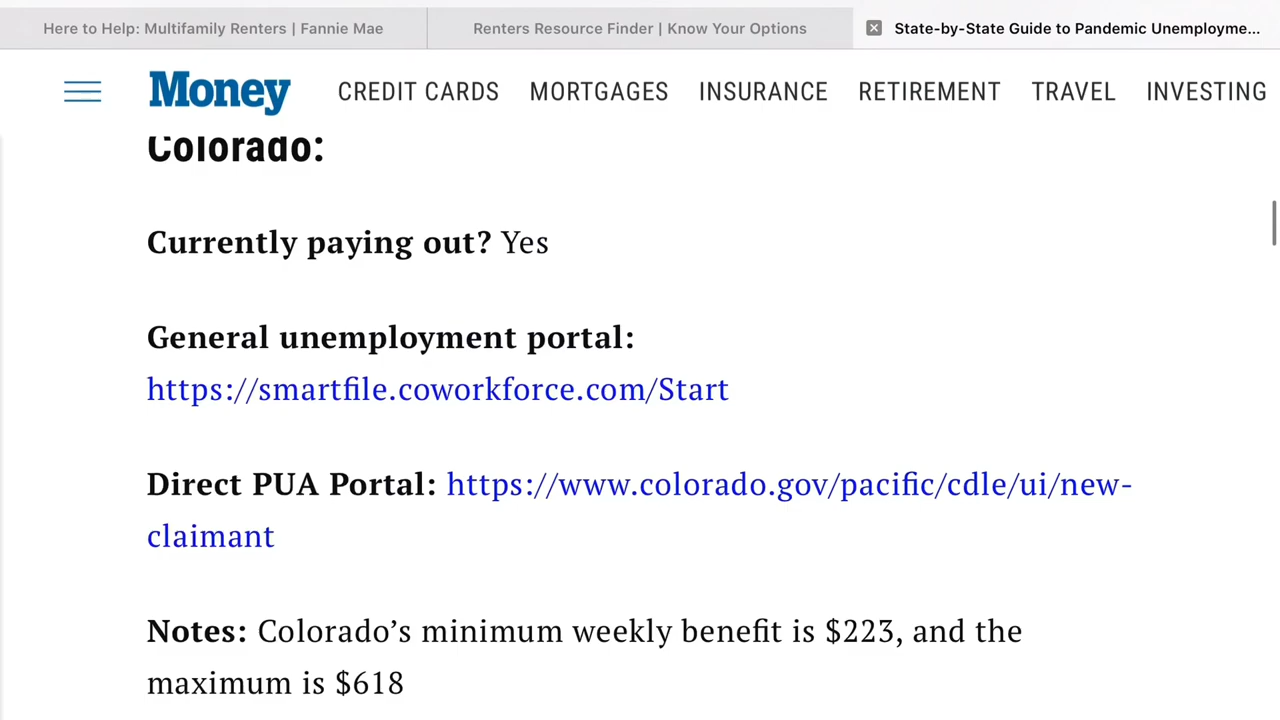 Here to Help: Multifamily Renters | Fannie Mae
Renters Resource Finder | Know Your Options
State-by-State Guide to Pandemic Unemployme...
Money
CREDIT CARDS
MORTGAGES
INSURANCE
RETIREMENT
TRAVEL
INVESTING
Colorado:
Currently paying out? Yes
General unemployment portal:
https://smartfile.coworkforce.com/Start
Direct PUA Portal: https://www.colorado.gov/pacific/cdle/ui/new-
claimant
Notes: Colorado’s minimum weekly benefit is $223, and the
maximum is $618